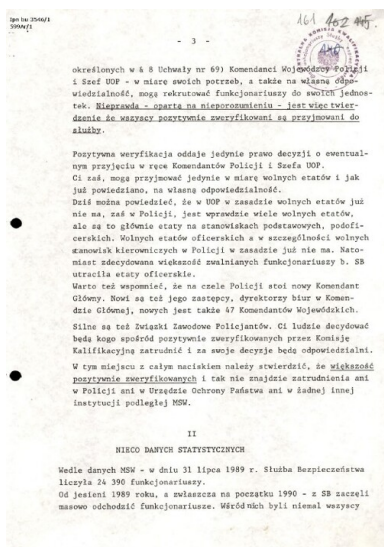 ipn bu 3546/1
599Ar/1
161 162 145.
- 3 -
określonych w & 8 Uchwały nr 69) Komendanci Wojewódzcy Policji
i Szef UOP - w miarę swoich potrzeb, a także na własną odpo-
wiedzialność, mogą rekrutować funkcjonariuszy do swoich jednos-
tek. Nieprawda - opartą na nieporozumieniu - jest więc twier-
dzenie że wszyscy pozytywnie zweryfikowani są przyjmowani do
służby.
Pozytywna weryfikacja oddaje jedynie prawo decyzji o ewentual-
nym przyjęciu w ręce Komendantów Policji i Szefa UOP.
Ci zaś, mogą przyjmować jedynie w miarę wolnych etatów i jak
już powiedziano, na własną odpowiedzialność.
Dziś można powiedzieć, że w UOP w zasadzie wolnych etatów już
nie ma, zaś w Policji, jest wprawdzie wiele wolnych etatów,
ale są to głównie etaty na stanowiskach podstawowych, podofi-
cerskich. Wolnych etatów oficerskich a w szczególności wolnych
stanowisk kierowniczych w Policji w zasadzie już nie ma. Nato-
miast zdecydowana większość zwalnianych funkcjonariuszy b. SB
utraciła etaty oficerskie.
Warto też wspomnieć, że na czele Policji stoi nowy Komendant
Główny. Nowi są też jego zastępcy, dyrektorzy biur w Komen-
dzie Głównej, nowych jest także 47 Komendantów Wojewódzkich.
Silne są też Związki Zawodowe Policjantów. Ci ludzie decydować
będą kogo spośród pozytywnie zweryfikowanych przez Komisję
Kalifikacyjną zatrudnić i za swoje decyzje będą odpowiedzialni.
W tym miejscu z całym naciskiem należy stwierdzić, że większość
pozytywnie zweryfikowanych i tak nie znajdzie zatrudnienia ani
w Policji ani w Urzędzie Ochrony Państwa ani w żadnej innej
instytucji podległej MSW.
II
NIECO DANYCH STATYSTYCZNYCH
Wedle danych MSW - w dniu 31 lipca 1989 r. Służba Bezpieczeństwa
liczyła 24 390 funkcjonariuszy.
Od jesieni 1989 roku, a zwłaszcza na początku 1990 - z SB zaczęli
masowo odchodzić funkcjonariusze. Wśród nich byli niemal wszyscy